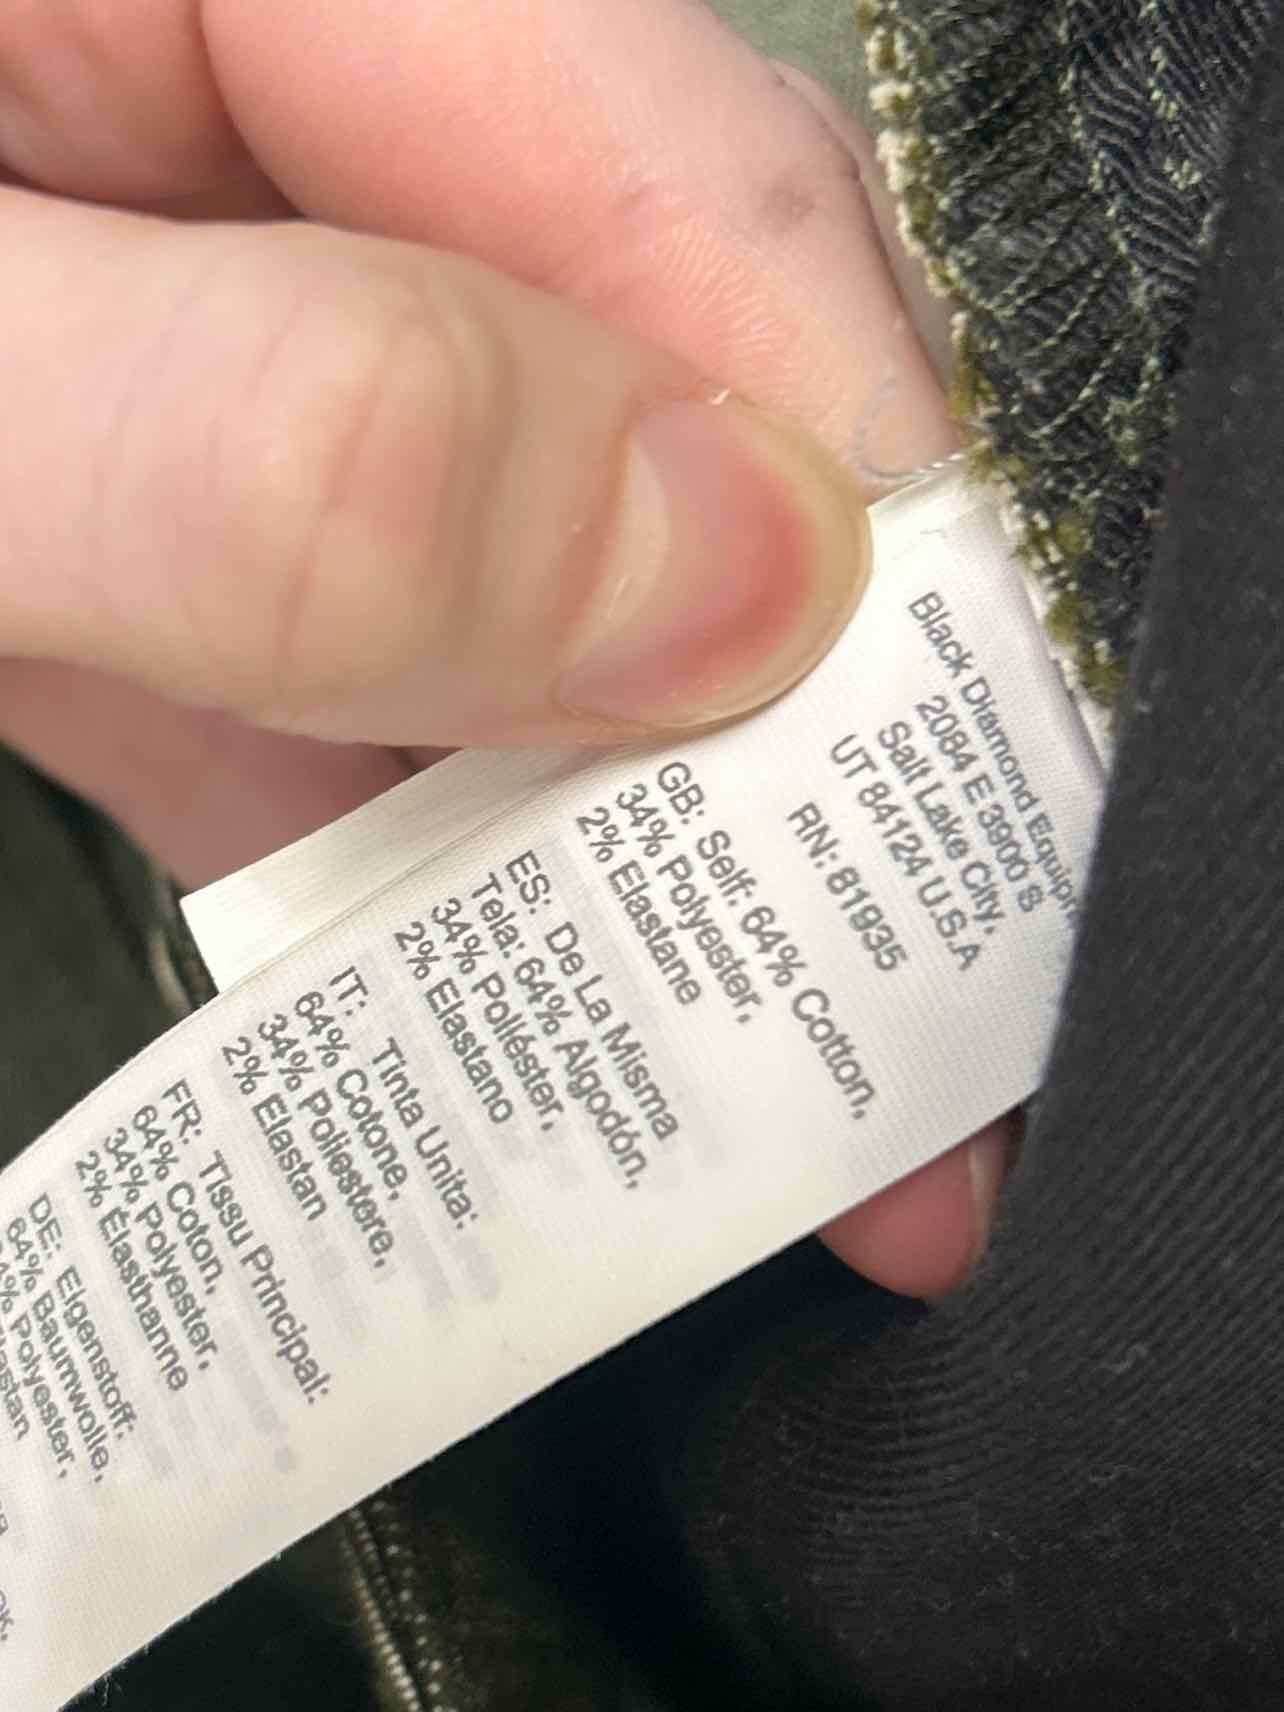 Black Diamond
2084 E 3900 S
Salt Lake City,
UT 84124 U.S.A
RN: 81935
GB: Self: 64% Cotton,
34% Polyester,
2% Elastane
ES: De La Misma
Tela: 64% Algodón,
34% Poliéster,
2% Elastano
IT: Tinta Unita:
64% Cotone,
34% Poliestere,
2% Elastan
FR: Tissu Principal:
64% Coton,
34% Polyester,
2% Élasthanne
DE: Eigenstoff:
64% Baumwolle,
Polyester,